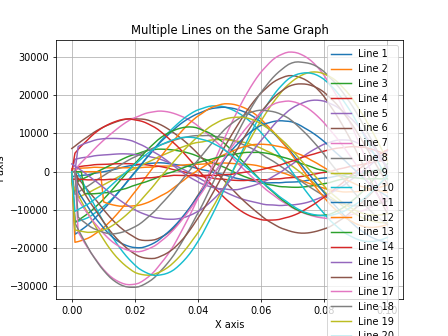 Multiple Lines on the Same Graph
30000
20000
10000
0
−10000
−20000
−30000
0.00
0.02
0.04
0.06
X axis
Line 1
Line 2
Line 3
Line 4
Line 5
Line 6
Line 7
Line 8
Line 9
Line 10
Line 11
Line 12
Line 13
Line 14
Line 15
Line 16
Line 17
Line 18
Line 19
Line 20